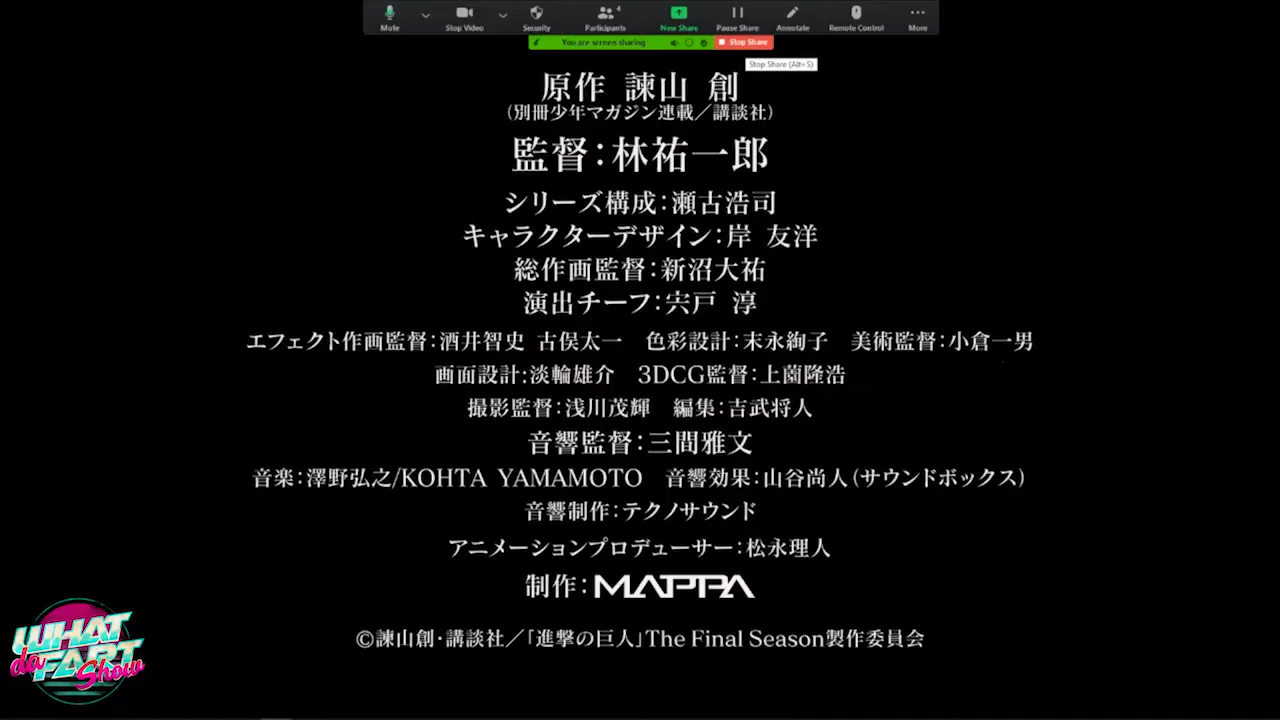 Mute Stop Video Security Participants 4 New Share Pause Share Annotate Remote Control More
You are screen sharing Stop Share
Stop Share (Alt+S)
原作 諫山 創
(別冊少年マガジン連載／講談社)
監督:林祐一郎
シリーズ構成:瀬古浩司
キャラクターデザイン:岸 友洋
総作画監督:新沼大祐
演出チーフ:宍戸 淳
エフェクト作画監督:酒井智史 古俣太一 色彩設計:末永絢子 美術監督:小倉一男
画面設計:淡輪雄介 3DCG監督:上薗隆浩
撮影監督:浅川茂輝 編集:吉武将人
音響監督:三間雅文
音楽:澤野弘之/KOHTA YAMAMOTO 音響効果:山谷尚人(サウンドボックス)
音響制作:テクノサウンド
アニメーションプロデューサー:松永理人
制作:MAPPA
©諫山創・講談社／「進撃の巨人」The Final Season製作委員会
WHAT
da FART
Show